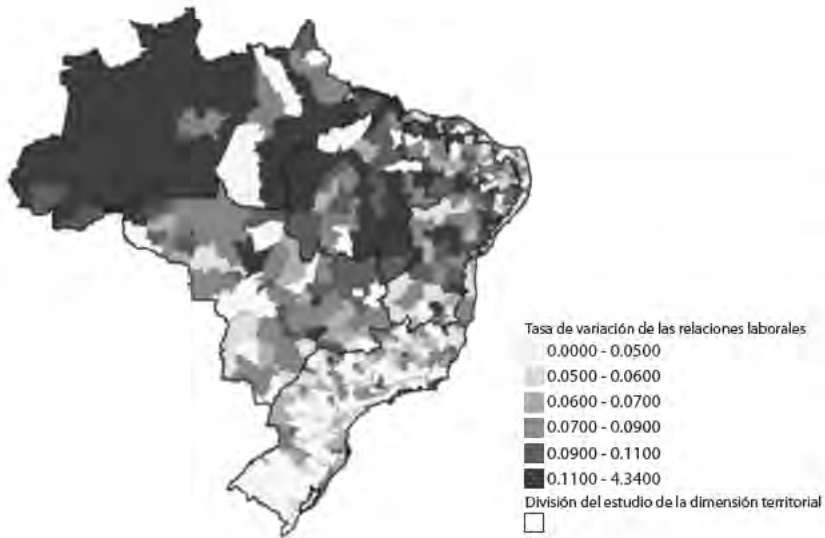 Tasa de variación de las relaciones laborales
0.0000 - 0.0500
0.0500 - 0.0600
0.0600 - 0.0700
0.0700 - 0.0900
0.0900 - 0.1100
0.1100 - 4.3400
División del estudio de la dimensión territorial